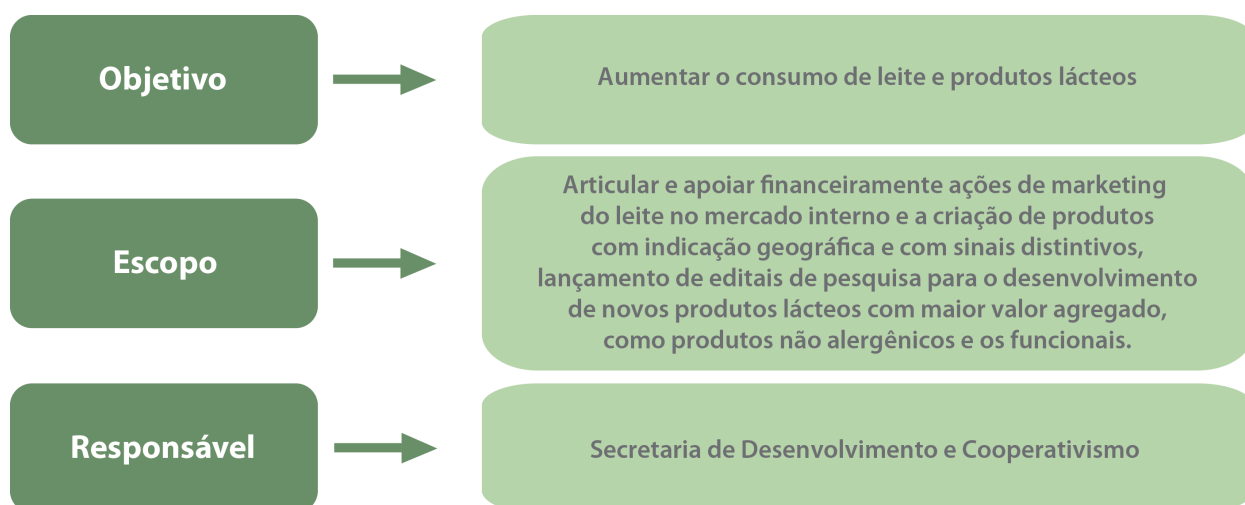 Objetivo
Aumentar o consumo de leite e produtos lácteos
Escopo
Articular e apoiar financeiramente ações de marketing
do leite no mercado interno e a criação de produtos
com indicação geográfica e com sinais distintivos,
lançamento de editais de pesquisa para o desenvolvimento
de novos produtos lácteos com maior valor agregado,
como produtos não alergênicos e os funcionais.
Responsável
Secretaria de Desenvolvimento e Cooperativismo